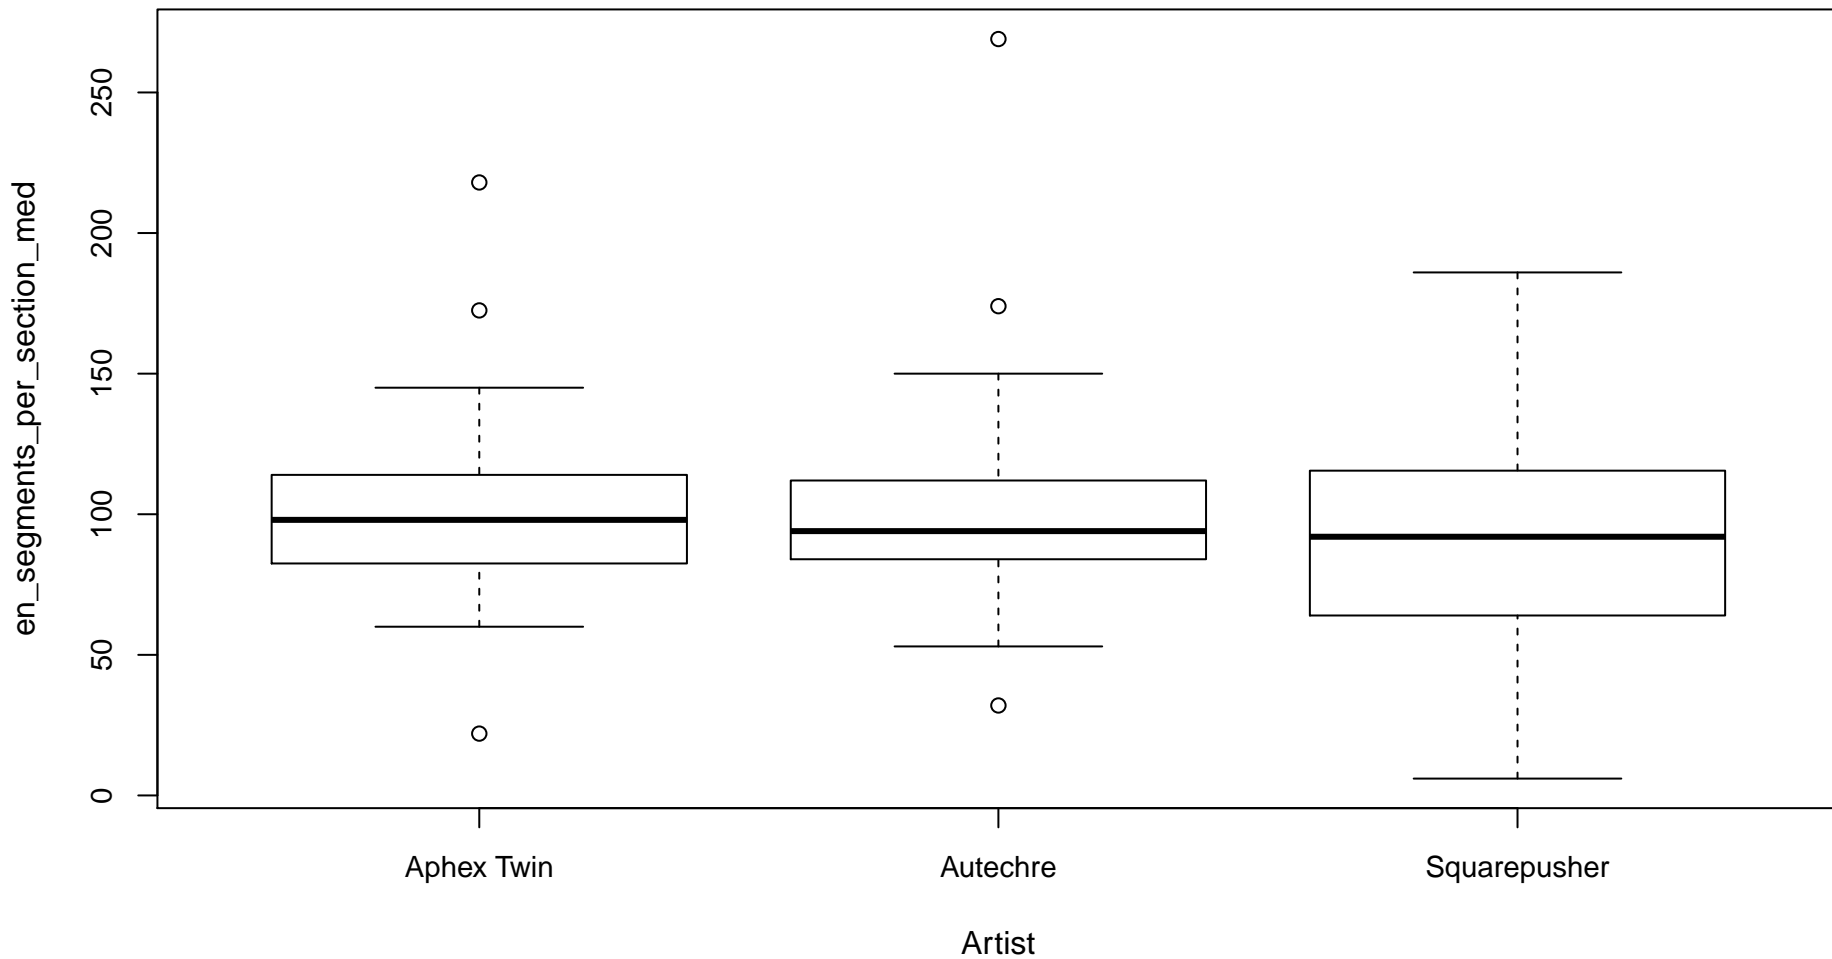 en_segments_per_section_med
250
200
150
100
50
0
Aphex Twin
Autechre
Squarepusher
Artist